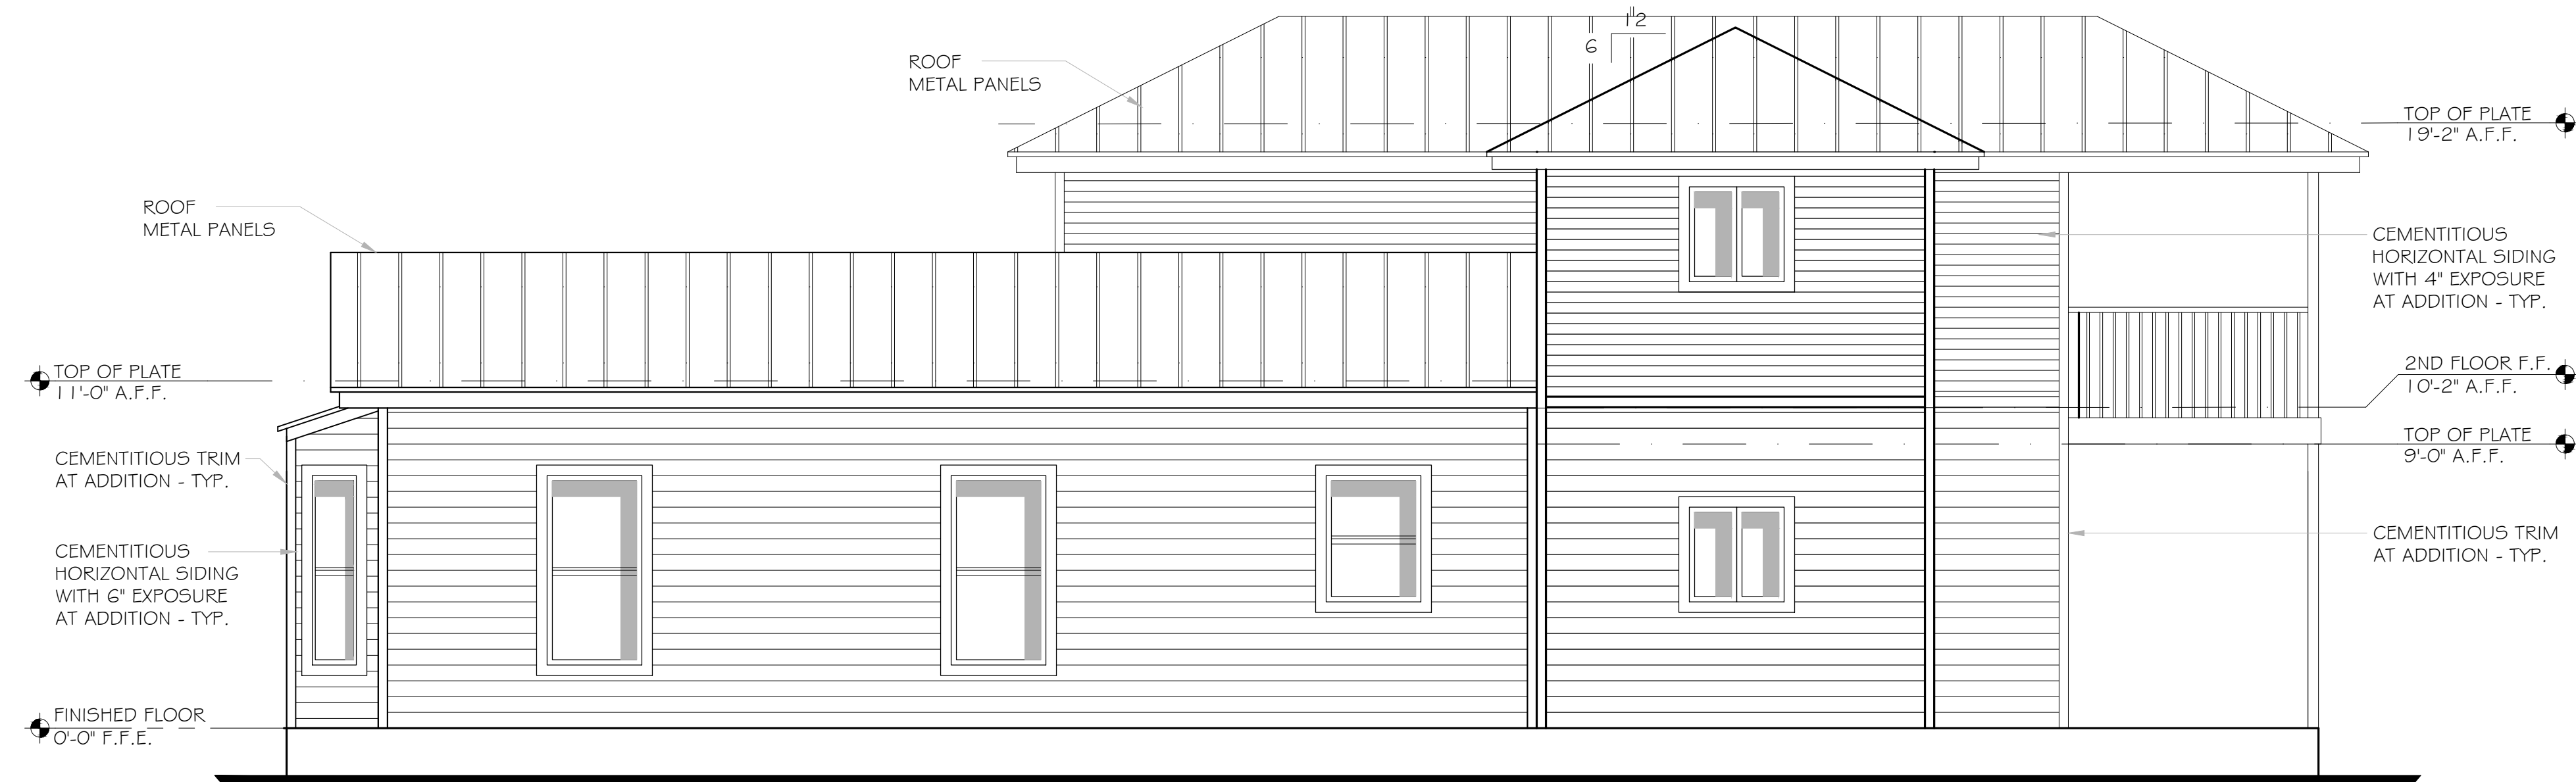 12
6
ROOF
METAL PANELS
TOP OF PLATE
19'-2" A.F.F.
ROOF
METAL PANELS
CEMENTITIOUS
HORIZONTAL SIDING
WITH 4" EXPOSURE
AT ADDITION - TYP.
TOP OF PLATE
11'-0" A.F.F.
2ND FLOOR F.F.
10'-2" A.F.F.
TOP OF PLATE
9'-0" A.F.F.
CEMENTITIOUS TRIM
AT ADDITION - TYP.
CEMENTITIOUS TRIM
AT ADDITION - TYP.
CEMENTITIOUS
HORIZONTAL SIDING
WITH 6" EXPOSURE
AT ADDITION - TYP.
FINISHED FLOOR
0'-0" F.F.E.